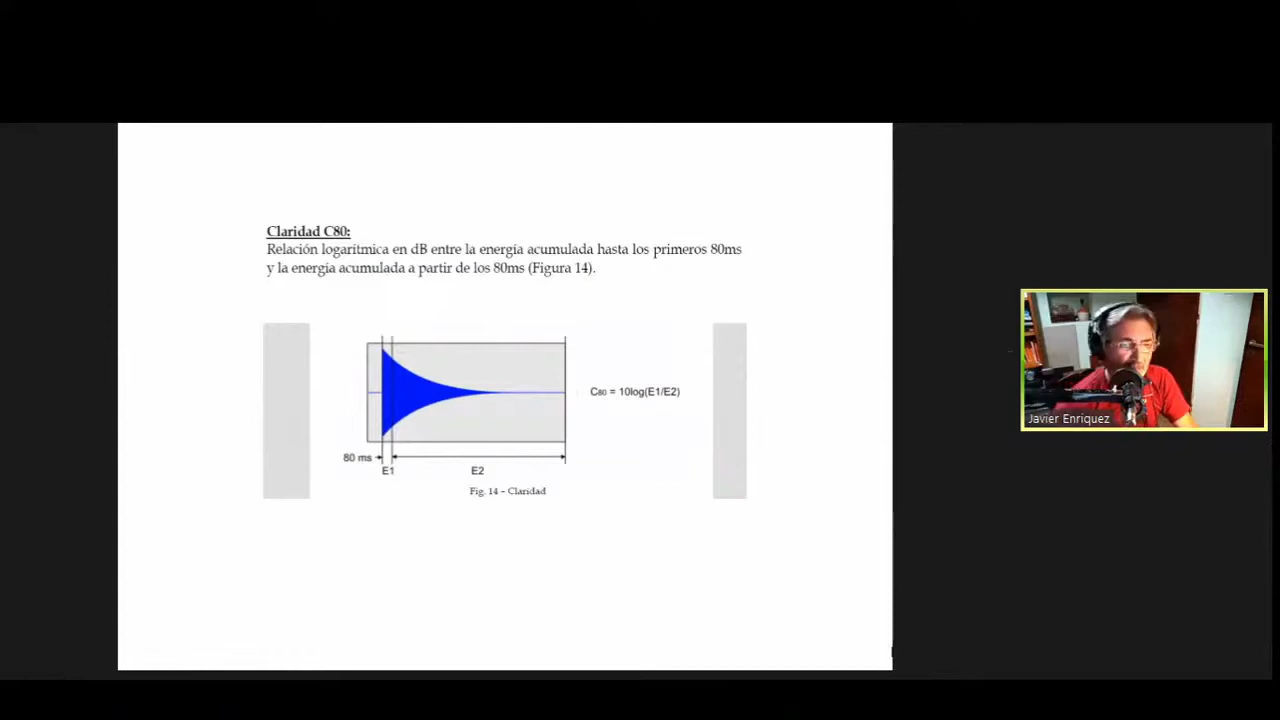 Claridad C80:
Relación logarítmica en dB entre la energía acumulada hasta los primeros 80ms
y la energía acumulada a partir de los 80ms (Figura 14).
C80 = 10log(E1/E2)
80 ms
E1
E2
Fig. 14 – Claridad
Javier Enríquez